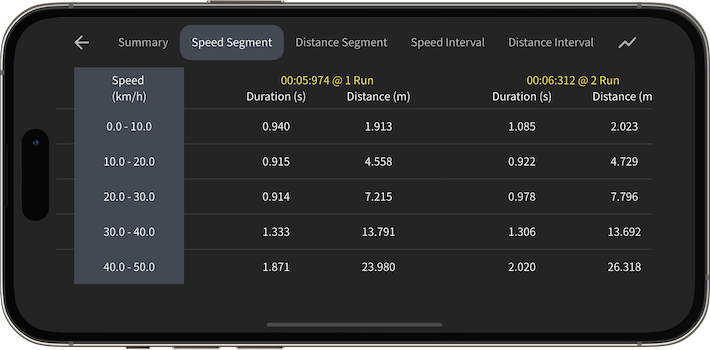 Summary Speed Segment Distance Segment Speed Interval Distance Interval
Speed (km/h) 00:05:974 @ 1 Run 00:06:312 @ 2 Run
Duration (s) Distance (m) Duration (s) Distance (m
0.0 - 10.0 0.940 1.913 1.085 2.023
10.0 - 20.0 0.915 4.558 0.922 4.729
20.0 - 30.0 0.914 7.215 0.978 7.796
30.0 - 40.0 1.333 13.791 1.306 13.692
40.0 - 50.0 1.871 23.980 2.020 26.318